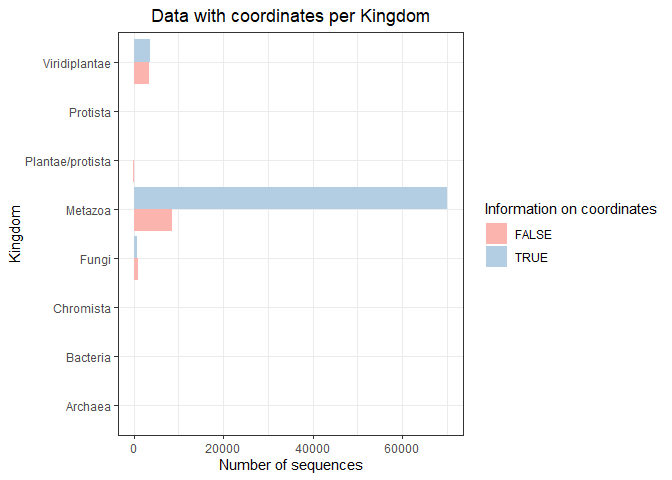 Data with coordinates per Kingdom
Kingdom
Viridiplantae
Protista
Plantae/protista
Metazoa
Fungi
Chromista
Bacteria
Archaea
0 20000 40000 60000
Number of sequences
Information on coordinates
FALSE
TRUE